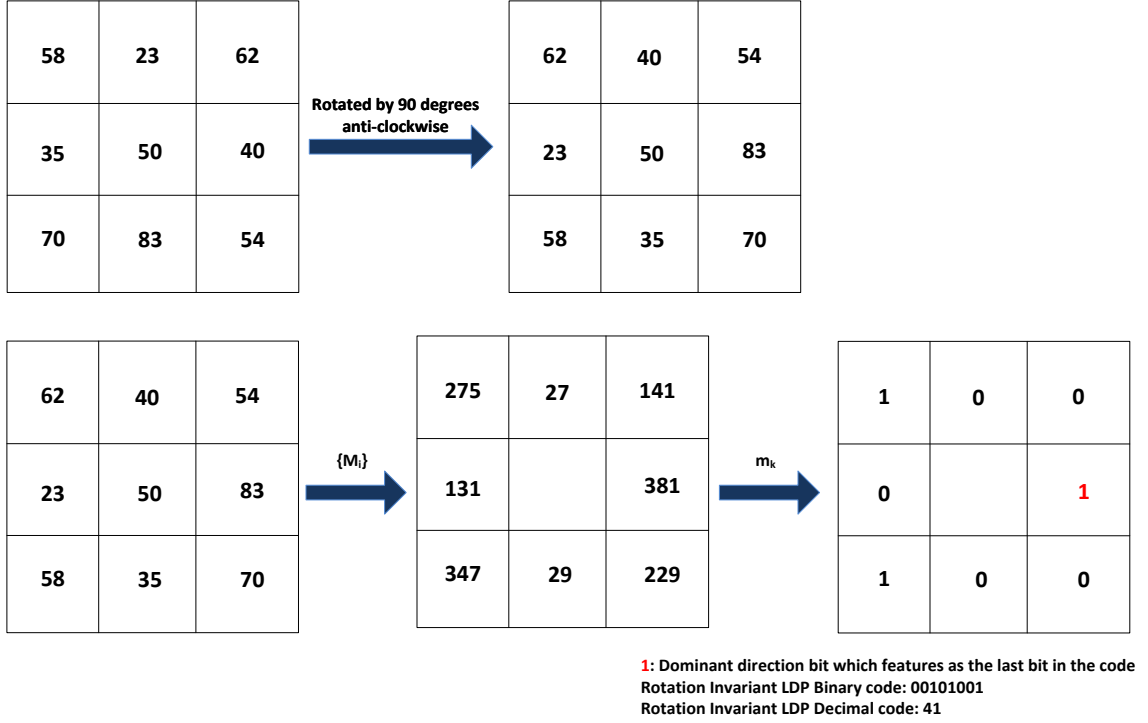 58 23 62
35 50 40
70 83 54
Rotated by 90 degrees
anti-clockwise
62 40 54
23 50 83
58 35 70
62 40 54
23 50 83
58 35 70
{Mi}
275 27 141
131 381
347 29 229
mk
1 0 0
0 1
1 0 0
1: Dominant direction bit which features as the last bit in the code
Rotation Invariant LDP Binary code: 00101001
Rotation Invariant LDP Decimal code: 41